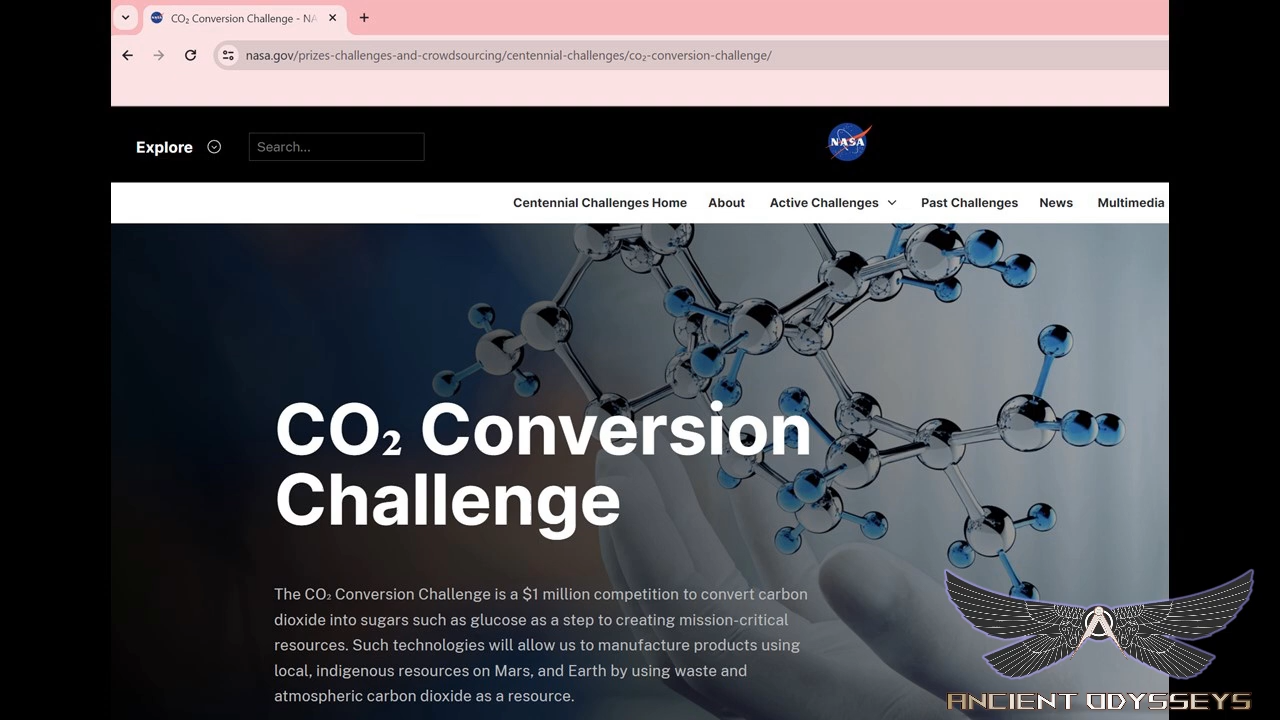 CO₂ Conversion Challenge - NA
nasa.gov/prizes-challenges-and-crowdsourcing/centennial-challenges/co₂-conversion-challenge/
Explore
Search...
NASA
Centennial Challenges Home About Active Challenges Past Challenges News Multimedia
CO₂ Conversion
Challenge
The CO₂ Conversion Challenge is a $1 million competition to convert carbon
dioxide into sugars such as glucose as a step to creating mission-critical
resources. Such technologies will allow us to manufacture products using
local, indigenous resources on Mars, and Earth by using waste and
atmospheric carbon dioxide as a resource.
ANCIENT ODYSSEYS